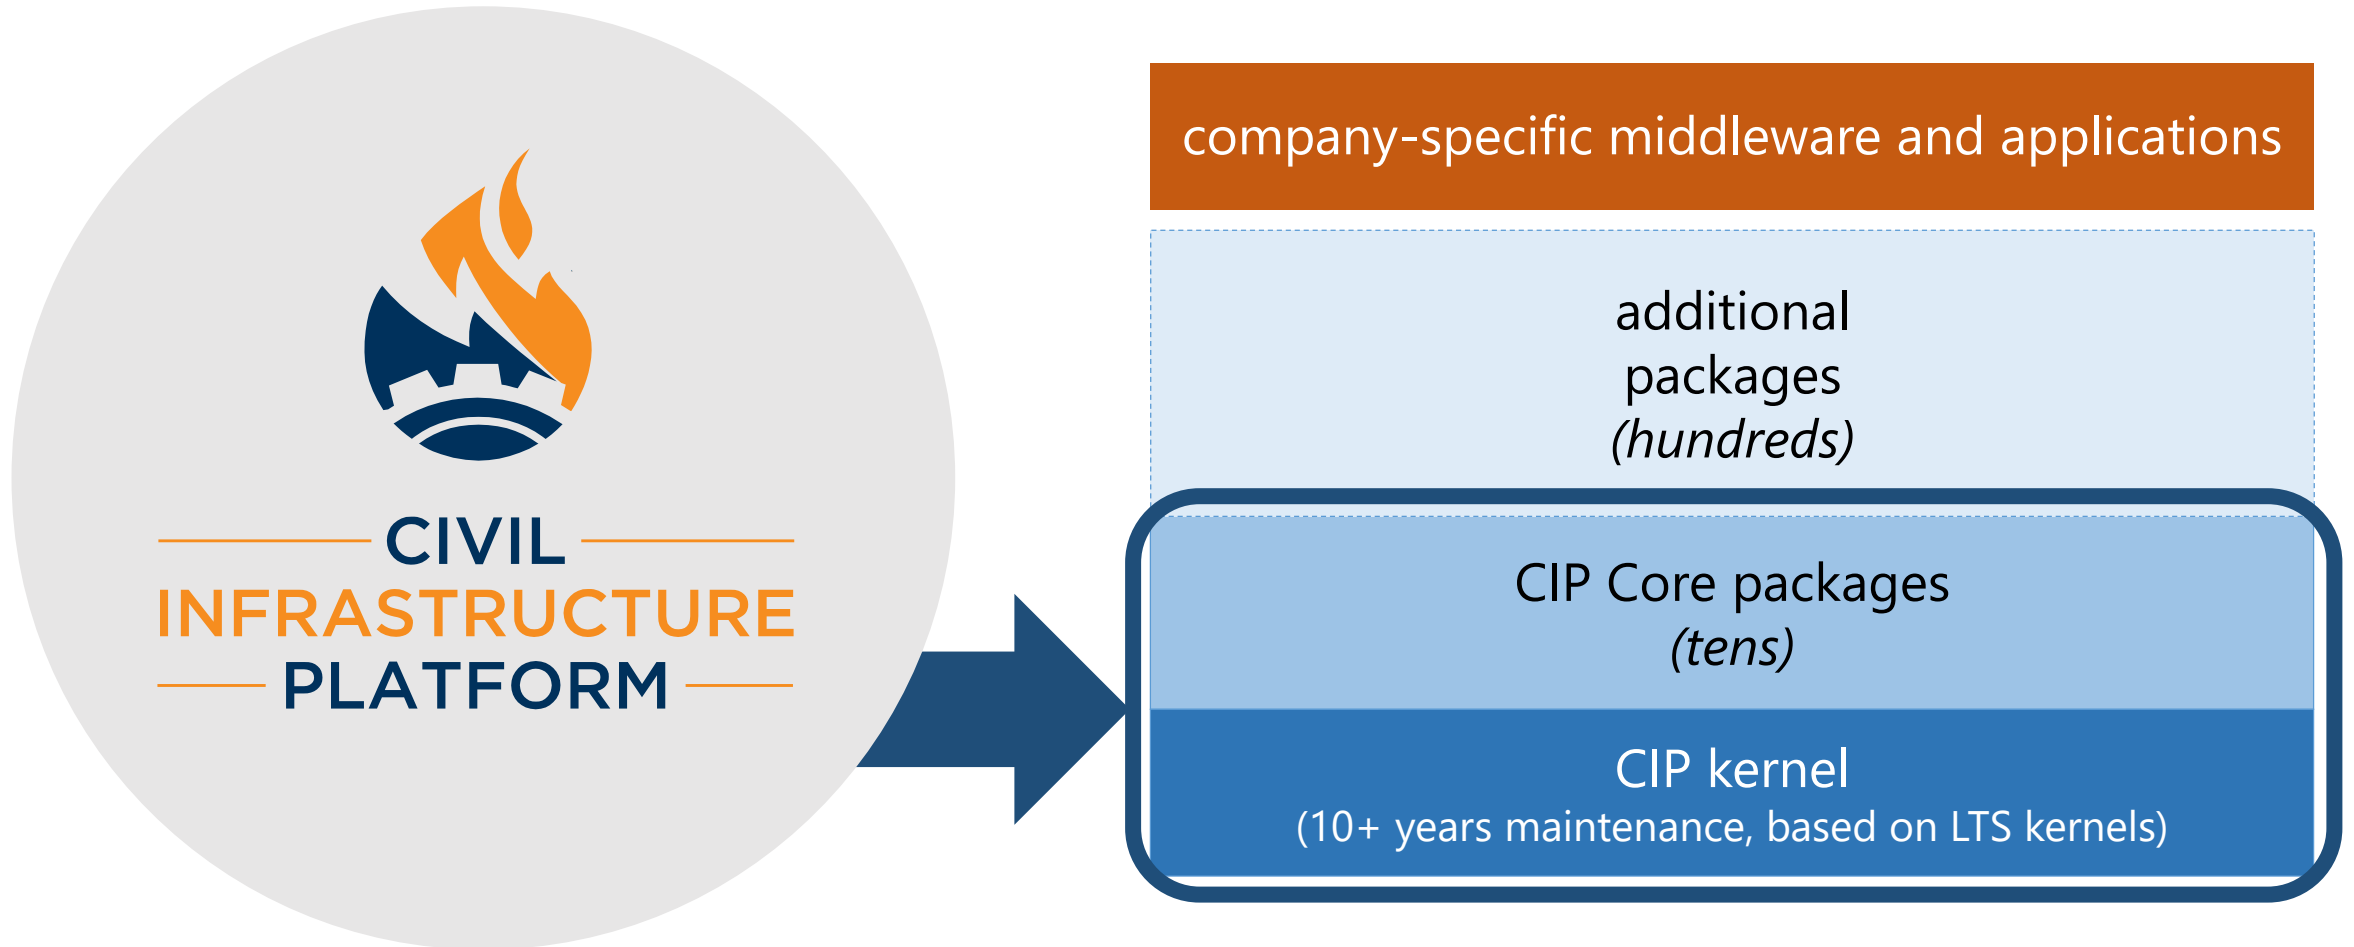 CIVIL
INFRASTRUCTURE
PLATFORM
company-specific middleware and applications
additional
packages
(hundreds)
CIP Core packages
(tens)
CIP kernel
(10+ years maintenance, based on LTS kernels)